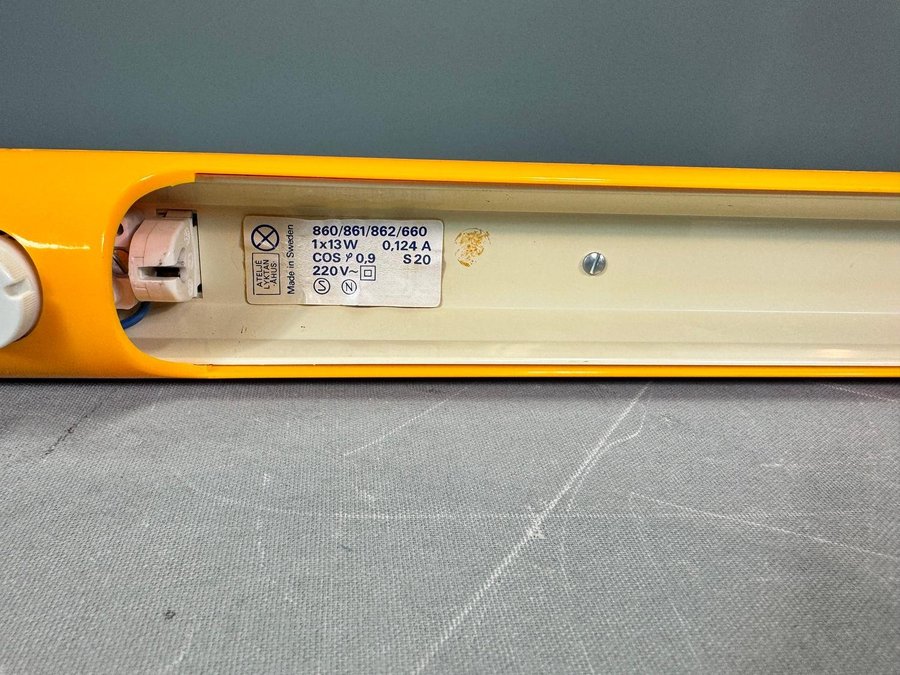 ATELJÉ
LYKTAN
·ÅHUS·
Made in Sweden
860/861/862/660
1x13W 0,124 A
COS φ 0,9 S20
220V~
S N